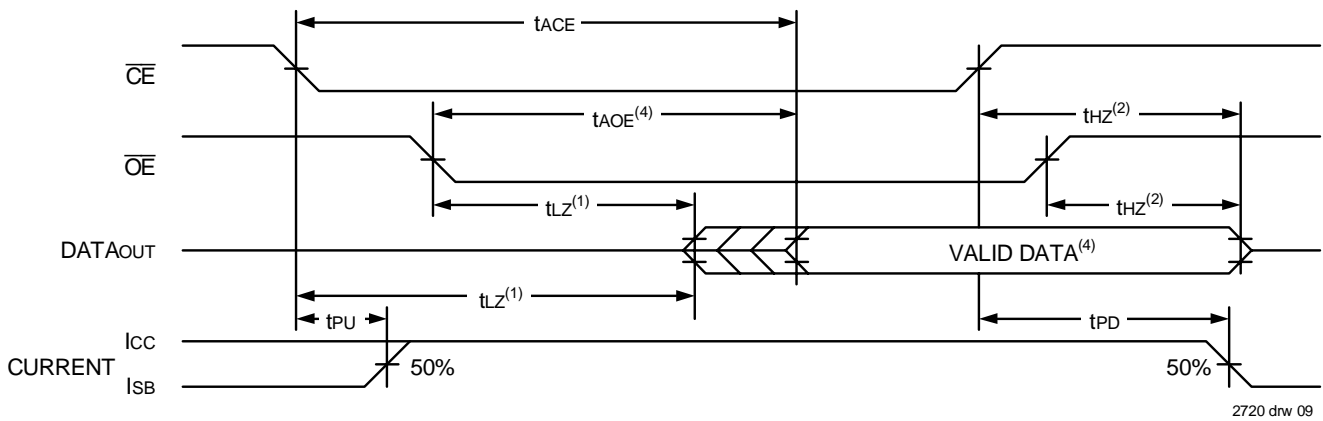 tACE
CE
tAOE(4)
tHZ(2)
OE
tLZ(1)
tHZ(2)
DATAOUT
VALID DATA(4)
tLZ(1)
tPU
tPD
ICC
CURRENT
50%
50%
ISB
2720 drw 09